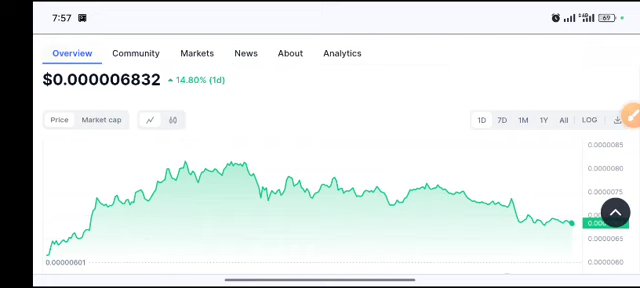 7:57 69
Overview Community Markets News About Analytics
$0.000006832 14.80% (1d)
Price Market cap 1D 7D 1M 1Y All LOG
0.0000085
0.0000080
0.0000075
0.0000065
0.0000060
0.00000601